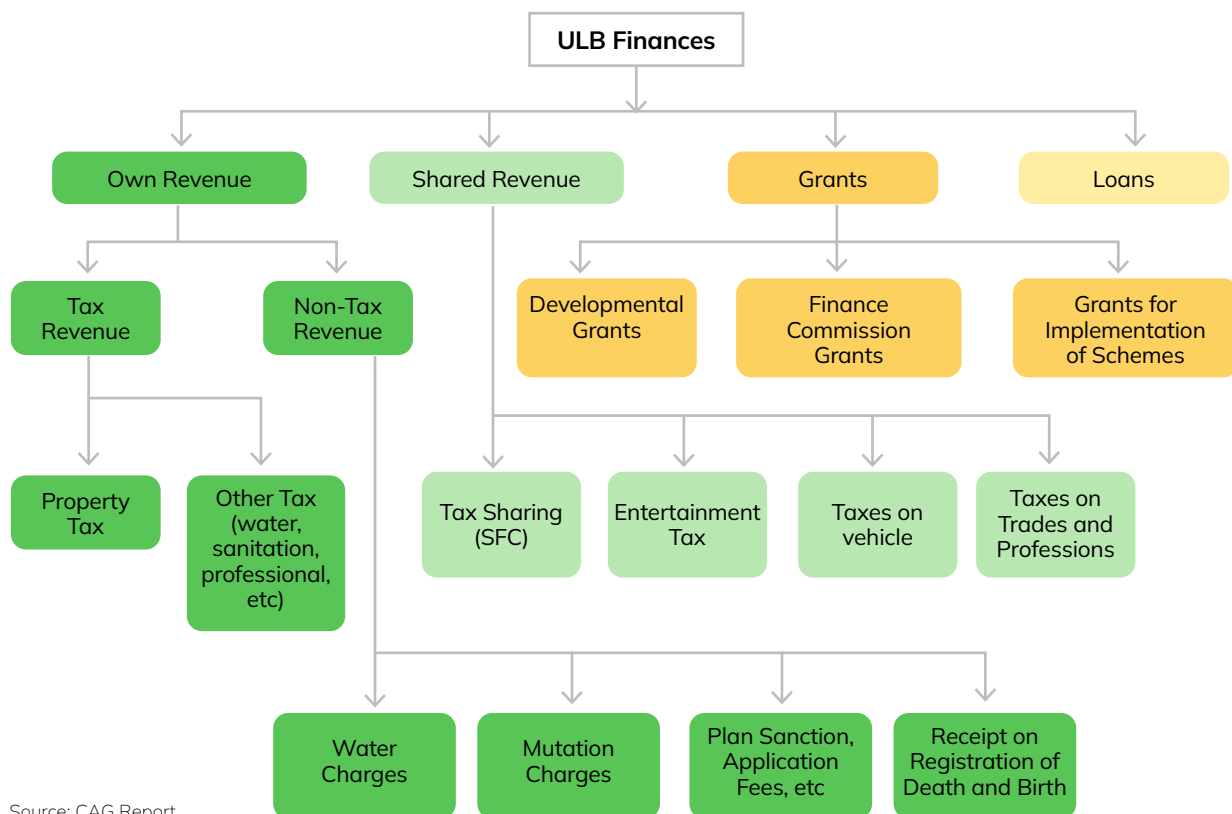 ULB Finances
Own Revenue
Shared Revenue
Grants
Loans
Tax
Revenue
Non-Tax
Revenue
Developmental
Grants
Finance
Commission
Grants
Grants for
Implementation
of Schemes
Property
Tax
Other Tax
(water,
sanitation,
professional,
etc)
Tax Sharing
(SFC)
Entertainment
Tax
Taxes on
vehicle
Taxes on
Trades and
Professions
Water
Charges
Mutation
Charges
Plan Sanction,
Application
Fees, etc
Receipt on
Registration of
Death and Birth
Source: CAG Report